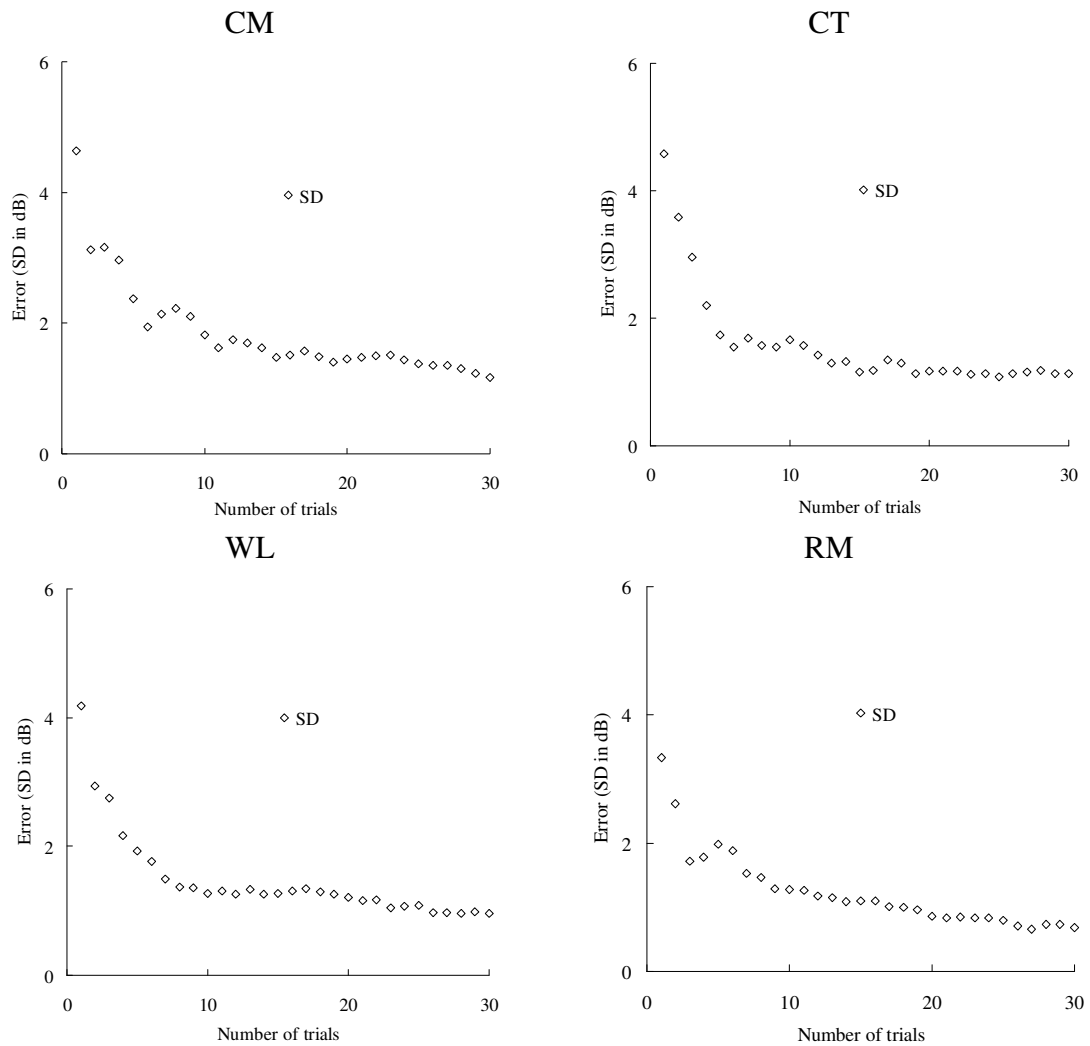 CM
6
4
2
0
Error (SD in dB)
SD
0 10 20 30
Number of trials
CT
6
4
2
0
Error (SD in dB)
SD
0 10 20 30
Number of trials
WL
6
4
2
0
Error (SD in dB)
SD
0 10 20 30
Number of trials
RM
6
4
2
0
Error (SD in dB)
SD
0 10 20 30
Number of trials